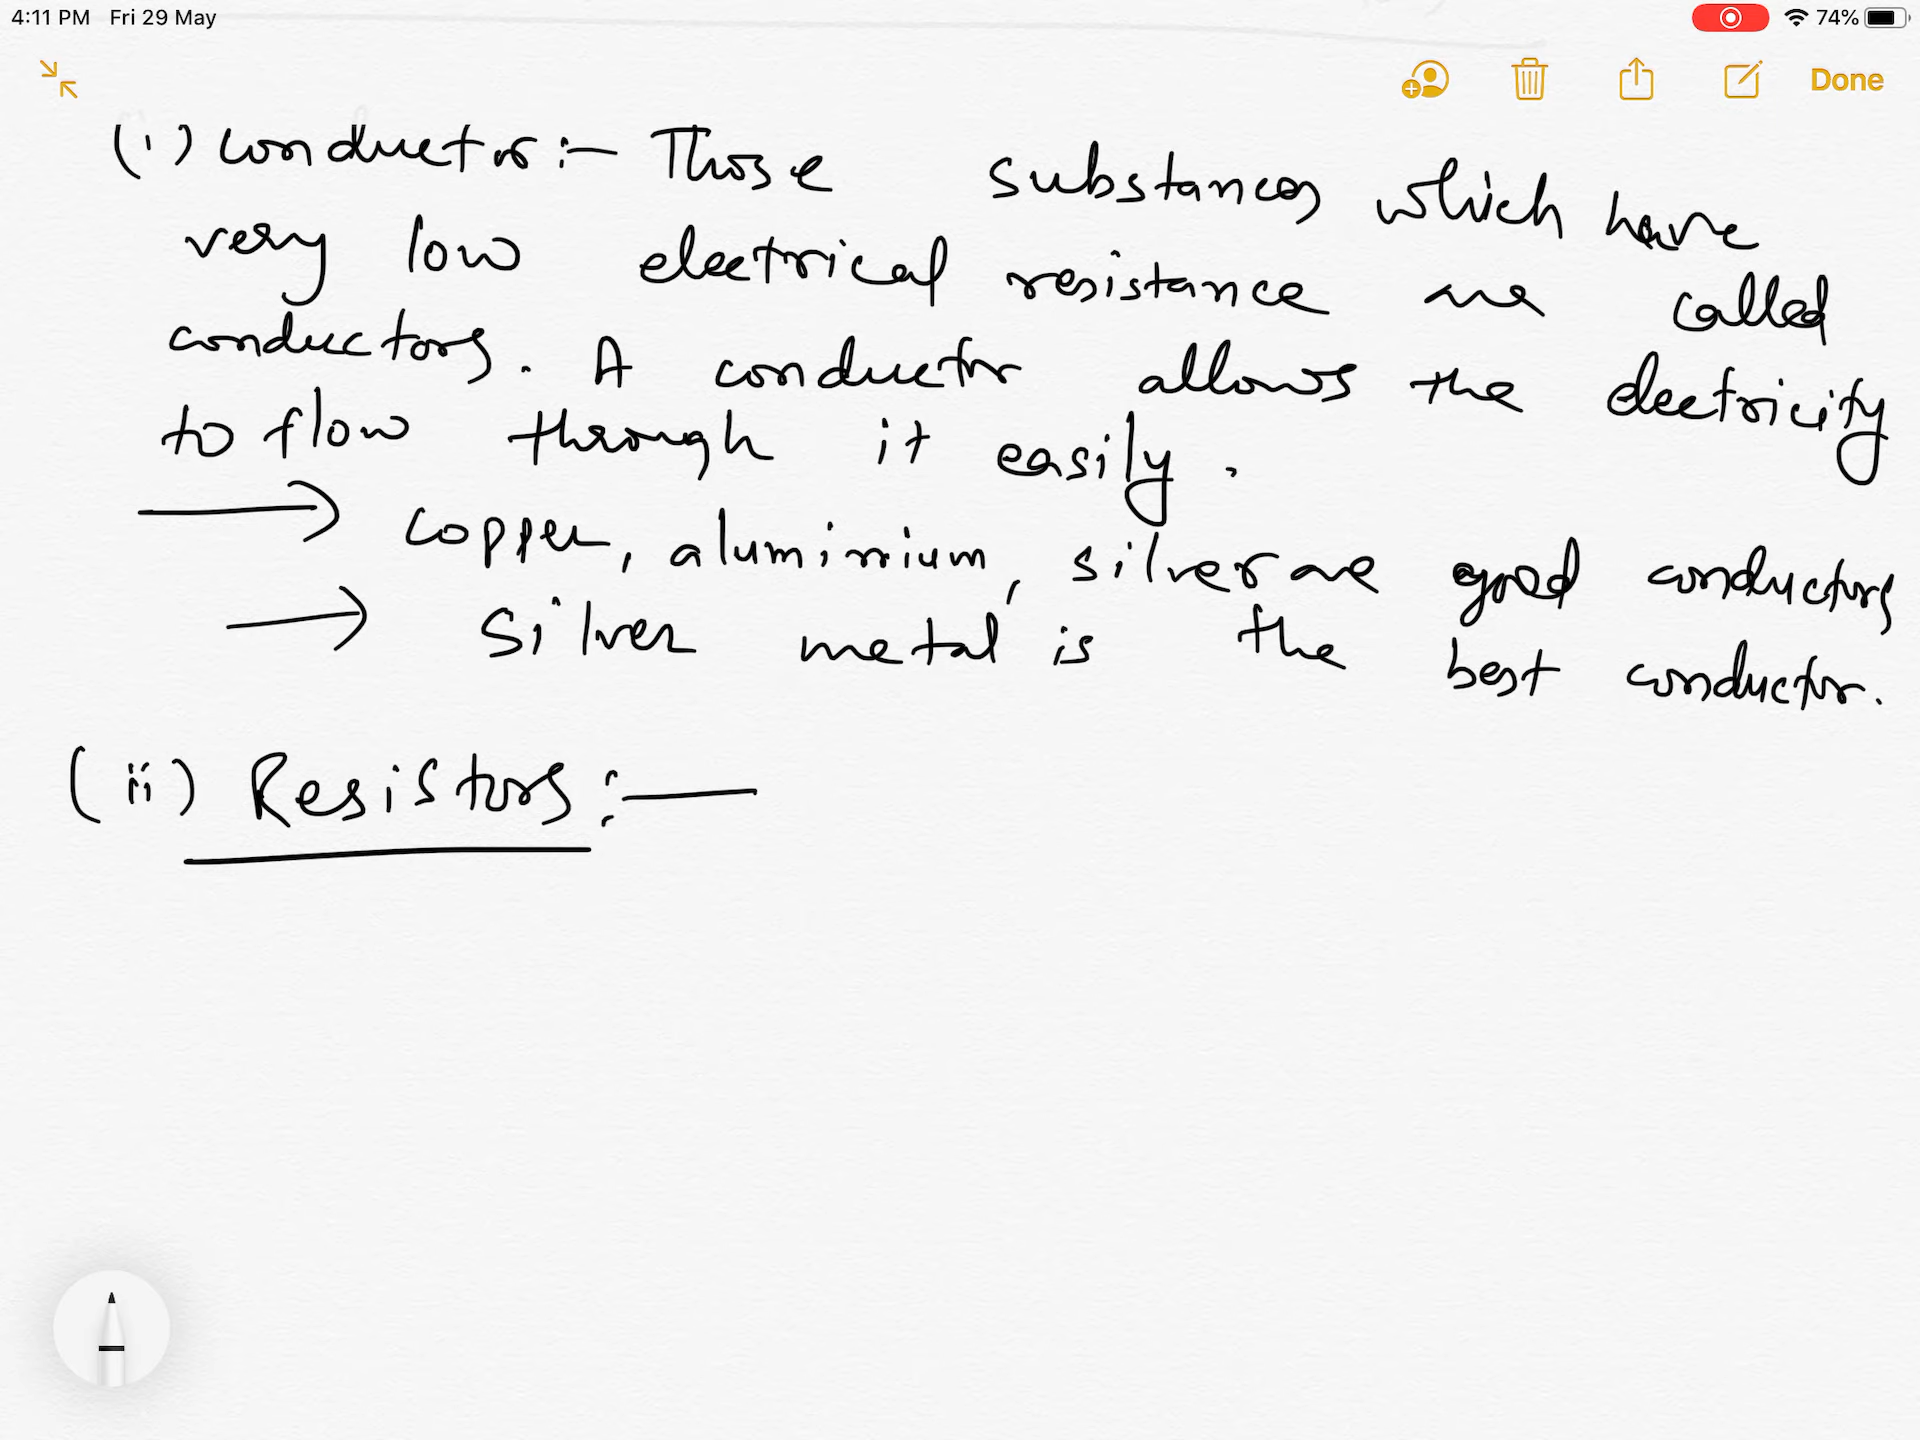 4:11 PM Fri 29 May 74%
Done
(i) conductors :- Those substances which have
very low electrical resistance are called
conductors. A conductor allows the electricity
to flow through it easily.
→ copper, aluminium, silver are good conductors
→ Silver metal is the best conductor.
(ii) Resistors :-